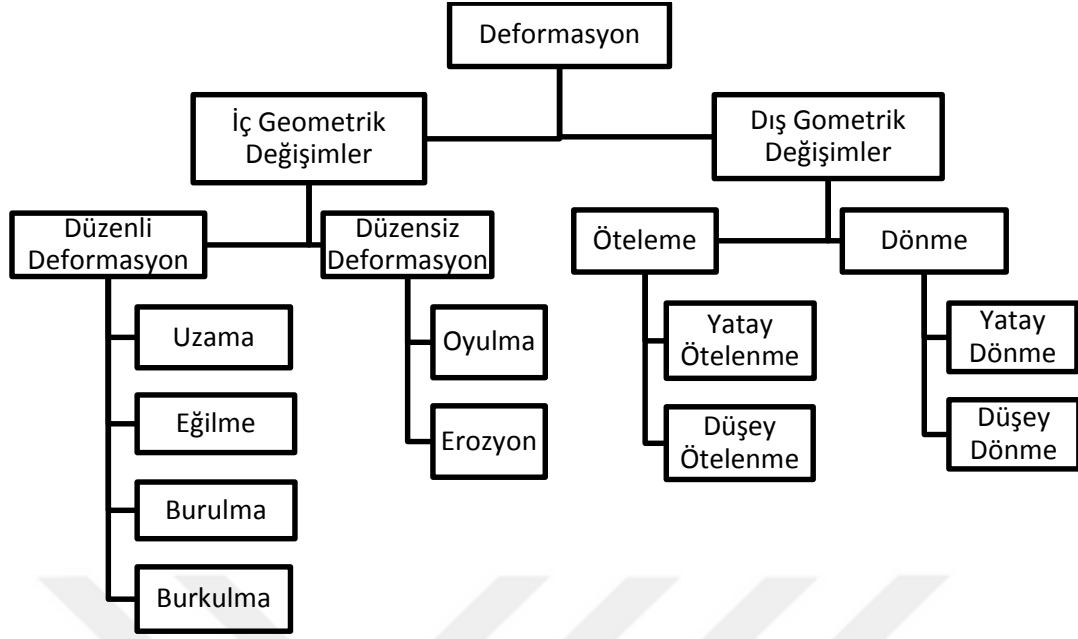 Deformasyon
İç Geometrik
Değişimler
Dış Gometrik
Değişimler
Düzenli
Deformasyon
Düzensiz
Deformasyon
Öteleme
Dönme
Uzama
Eğilme
Burulma
Burkulma
Oyulma
Erozyon
Yatay
Ötelenme
Düşey
Ötelenme
Yatay
Dönme
Düşey
Dönme